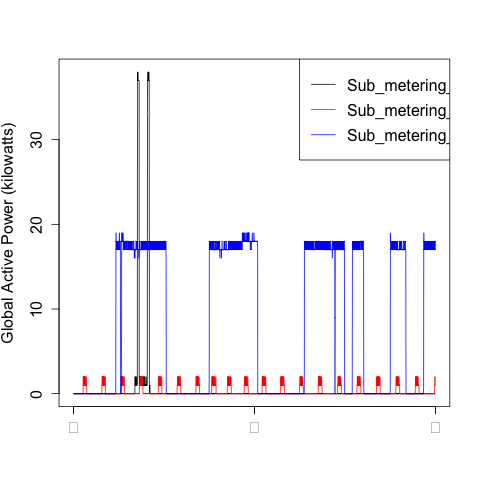 Global Active Power (kilowatts)
30
20
10
0
Sub_metering_
Sub_metering_
Sub_metering_